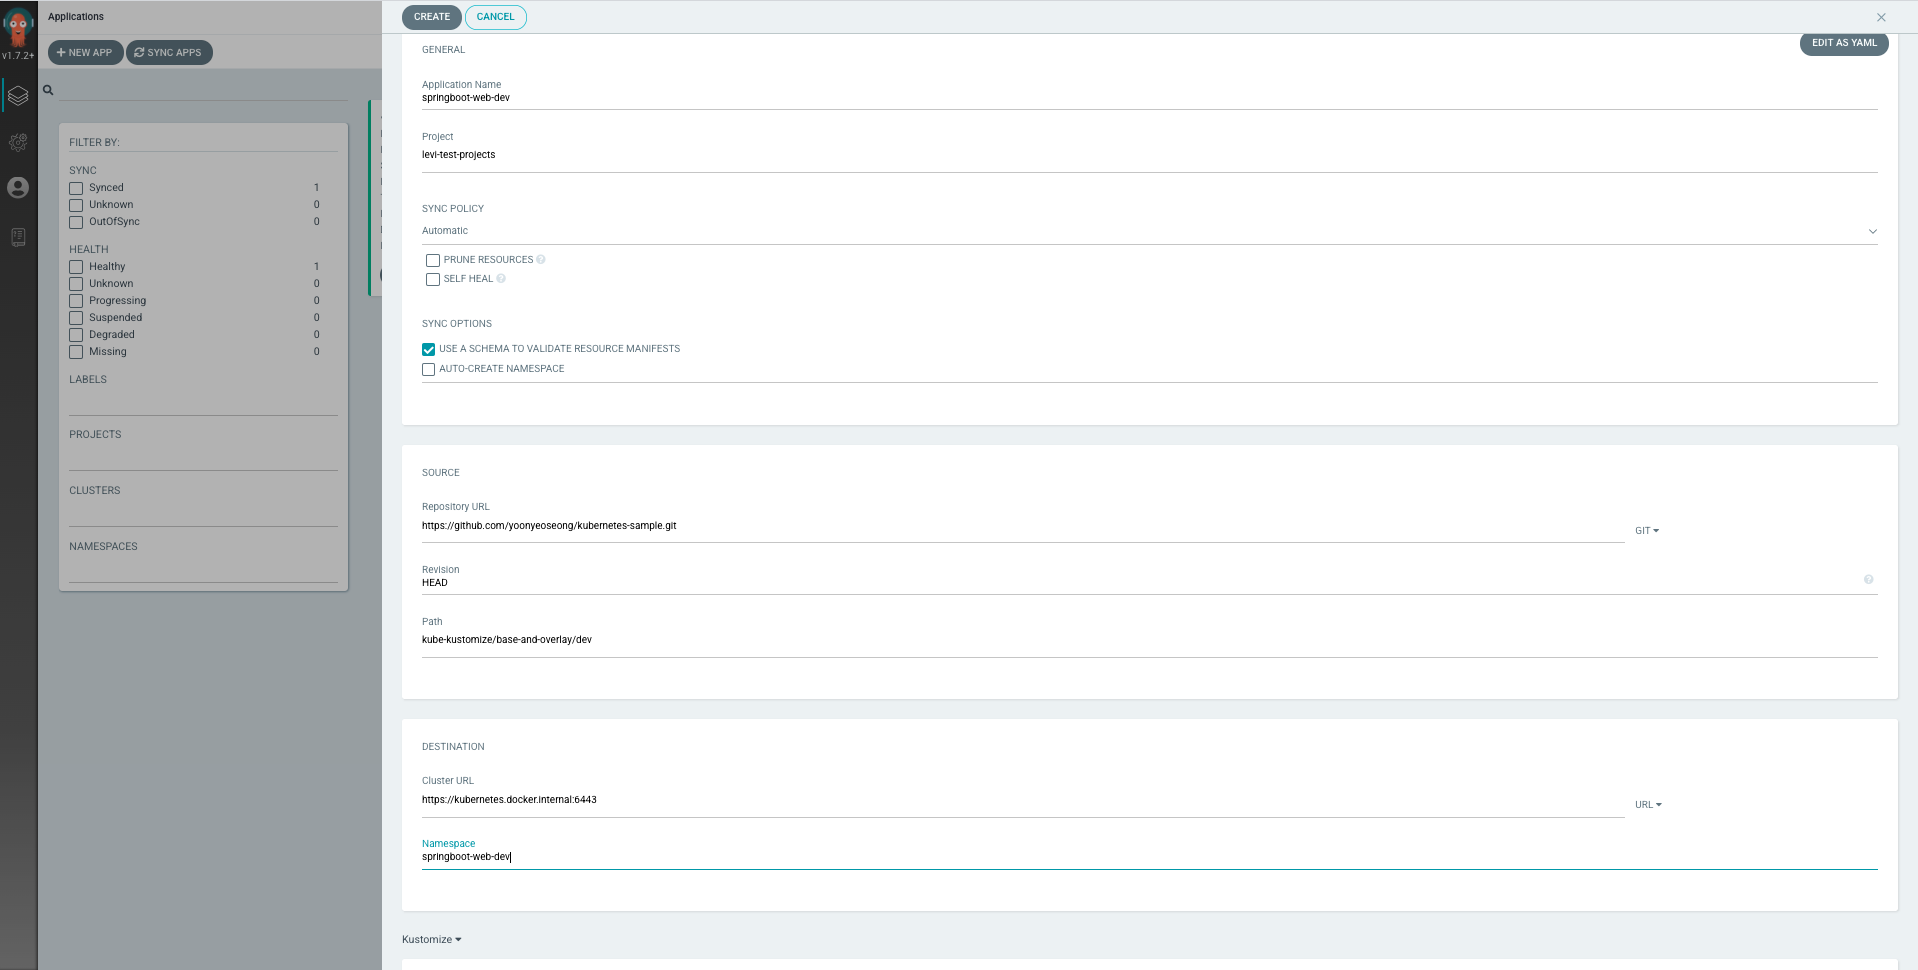 Applications
v1.7.2+
NEW APP
SYNC APPS
FILTER BY:
SYNC
Synced 1
Unknown 0
OutOfSync 0
HEALTH
Healthy 1
Unknown 0
Progressing 0
Suspended 0
Degraded 0
Missing 0
LABELS
PROJECTS
CLUSTERS
NAMESPACES
CREATE
CANCEL
EDIT AS YAML
GENERAL
Application Name
springboot-web-dev
Project
levi-test-projects
SYNC POLICY
Automatic
PRUNE RESOURCES ?
SELF HEAL ?
SYNC OPTIONS
USE A SCHEMA TO VALIDATE RESOURCE MANIFESTS
AUTO-CREATE NAMESPACE
SOURCE
Repository URL
https://github.com/yoonyeoseong/kubernetes-sample.git
GIT
Revision
HEAD
?
Path
kube-kustomize/base-and-overlay/dev
DESTINATION
Cluster URL
https://kubernetes.docker.internal:6443
URL
Namespace
springboot-web-dev
Kustomize